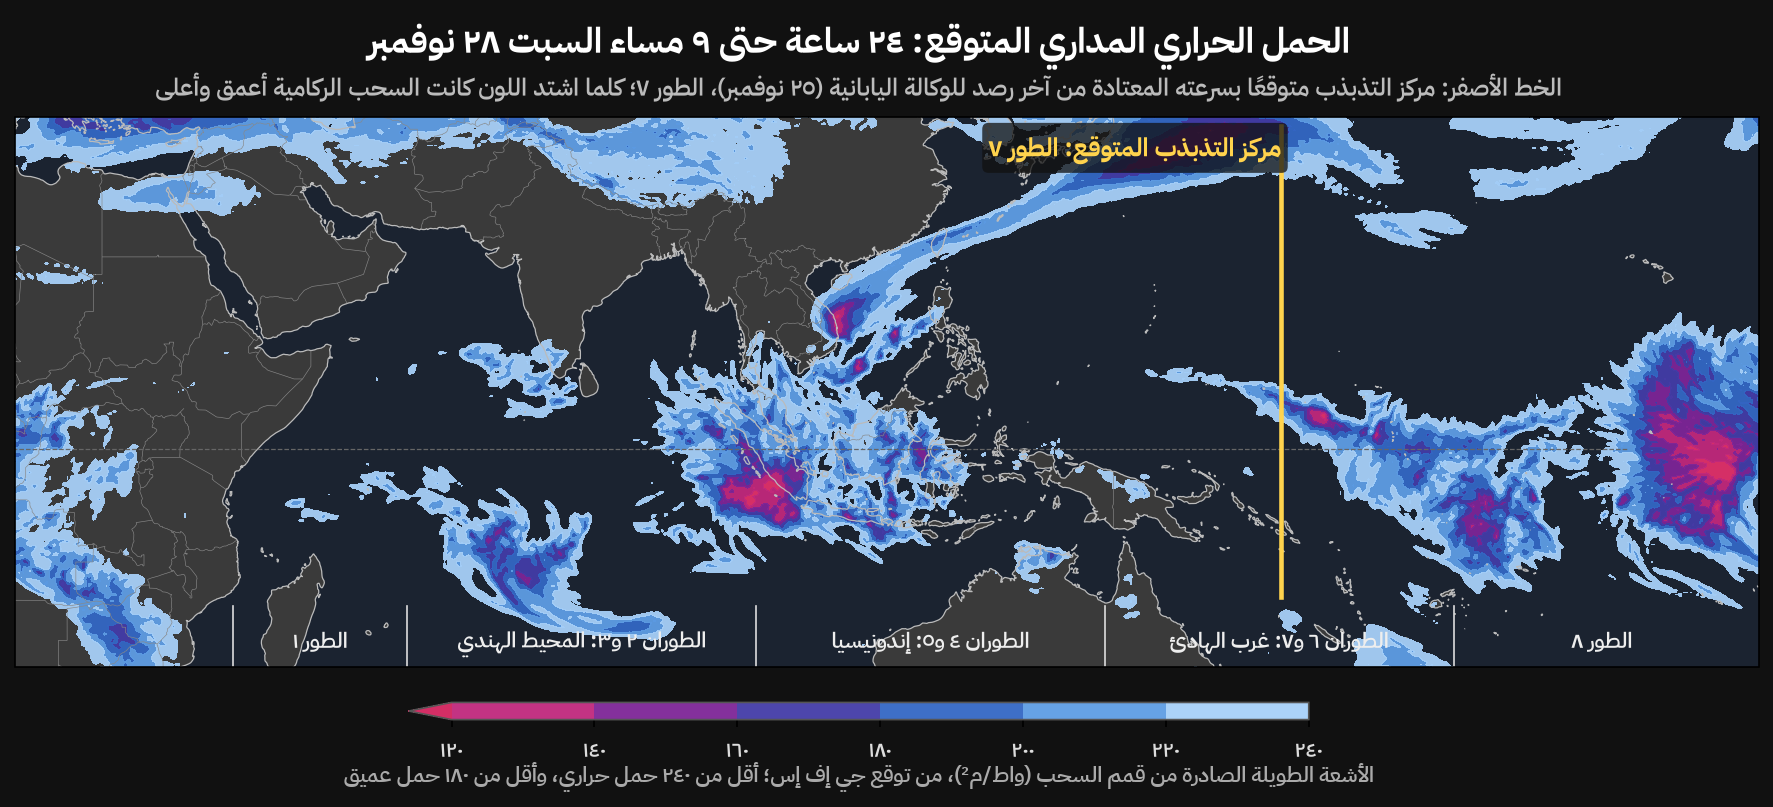 الحمل الحراري المداري المتوقع: ٢٤ ساعة حتى ٩ مساء السبت ٢٨ نوفمبر
الخط الأصفر: مركز التذبذب متوقعًا بسرعته المعتادة من آخر رصد للوكالة اليابانية (٢٥ نوفمبر)، الطور ٧؛ كلما اشتد اللون كانت السحب الركامية أعمق وأعلى
مركز التذبذب المتوقع: الطور ٧
الطور ١
الطوران ٢ و٣: المحيط الهندي
الطوران ٤ و٥: إندونيسيا
الطوران ٦ و٧: غرب الهادئ
الطور ٨
١٢٠ ١٤٠ ١٦٠ ١٨٠ ٢٠٠ ٢٢٠ ٢٤٠
الأشعة الطويلة الصادرة من قمم السحب (واط/م²)، من توقع جي إف إس؛ أقل من ٢٤٠ حمل حراري، وأقل من ١٨٠ حمل عميق